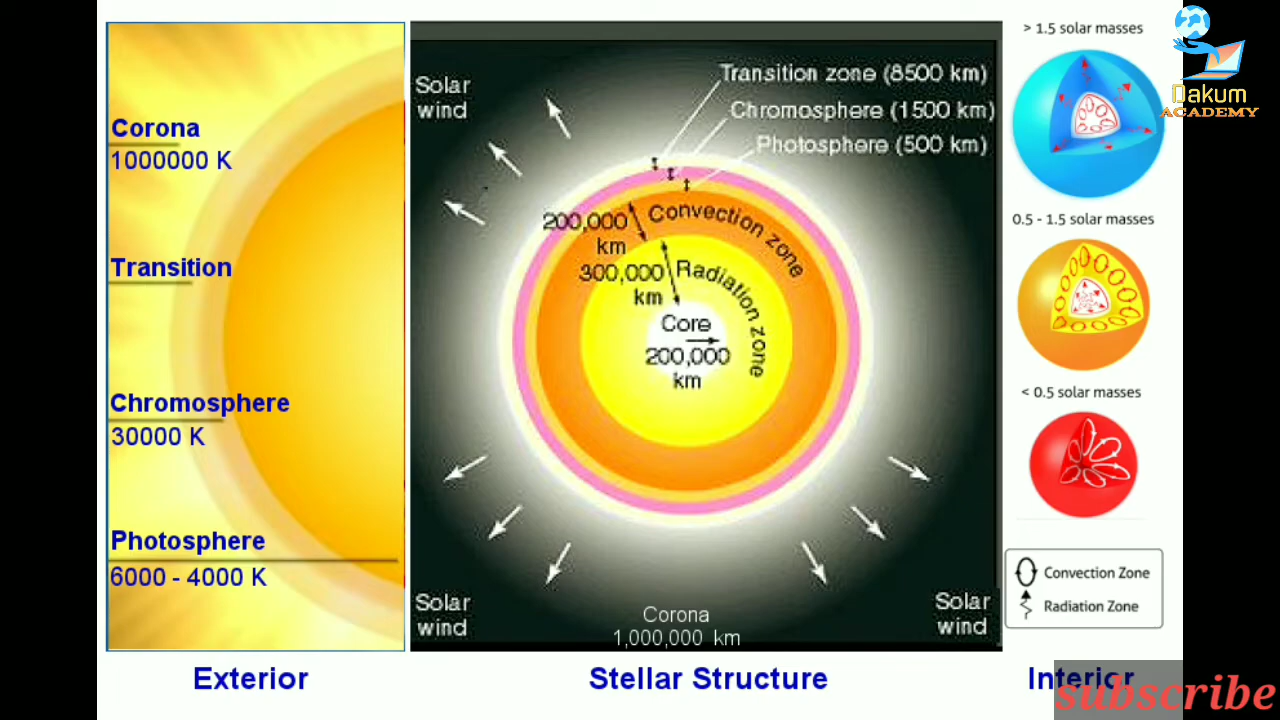 Corona
1000000 K
Transition
Chromosphere
30000 K
Photosphere
6000 - 4000 K
Exterior
Solar
wind
Transition zone (8500 km)
Chromosphere (1500 km)
Photosphere (500 km)
200,000
km
Convection zone
300,000
km
Radiation zone
Core
200,000
km
Solar
wind
Corona
1,000,000 km
Solar
wind
Stellar Structure
> 1.5 solar masses
0.5 - 1.5 solar masses
< 0.5 solar masses
Convection Zone
Radiation Zone
Interior
Dakum
ACADEMY
subscribe